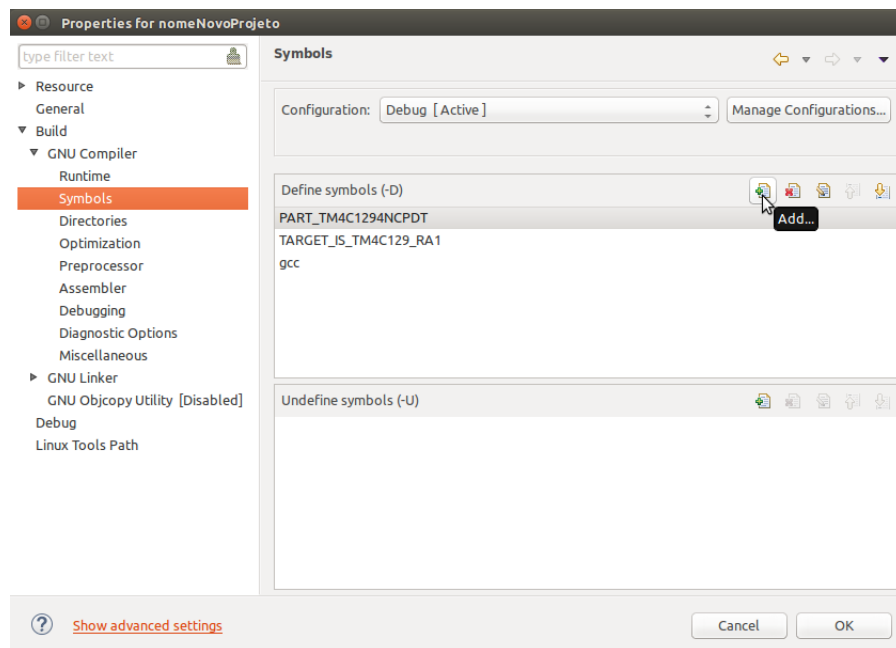 Properties for nomeNovoProjeto
type filter text
Resource
General
Build
GNU Compiler
Runtime
Symbols
Directories
Optimization
Preprocessor
Assembler
Debugging
Diagnostic Options
Miscellaneous
GNU Linker
GNU Objcopy Utility [Disabled]
Debug
Linux Tools Path
Symbols
Configuration: Debug [ Active ] Manage Configurations...
Define symbols (-D)
Add...
PART_TM4C1294NCPDT
TARGET_IS_TM4C129_RA1
gcc
Undefine symbols (-U)
? Show advanced settings
Cancel OK